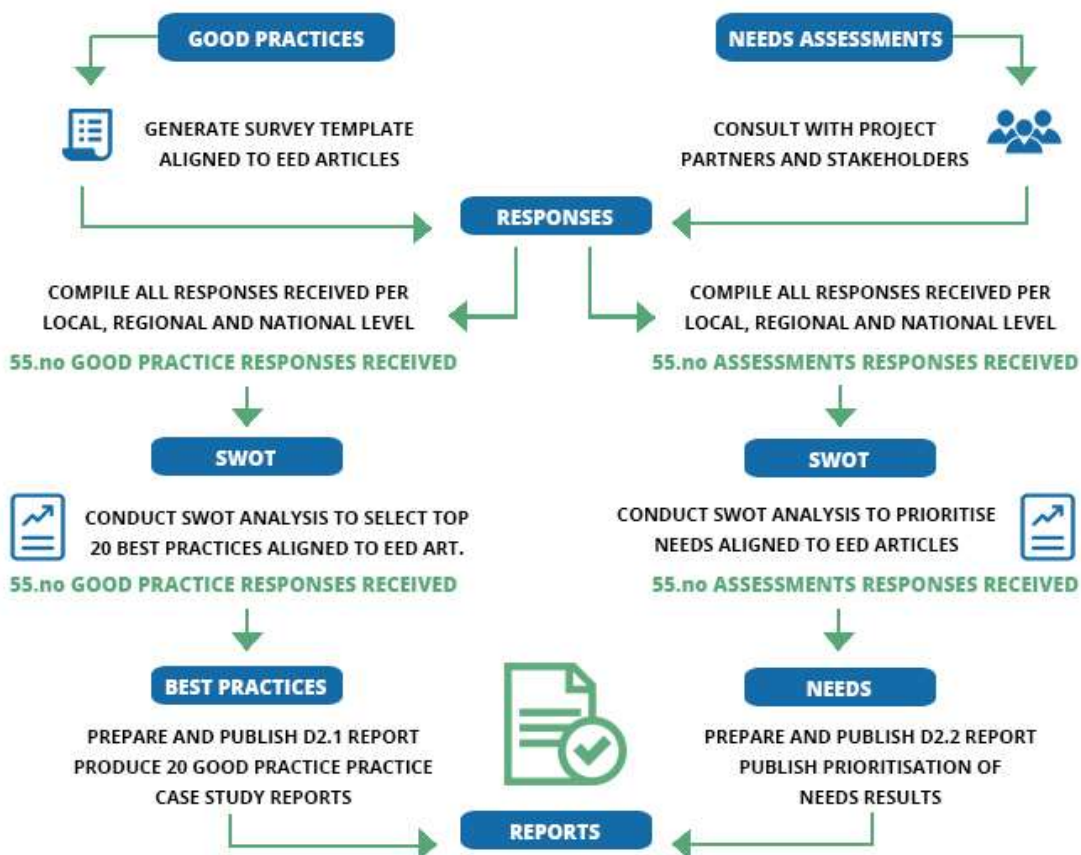 GOOD PRACTICES
NEEDS ASSESSMENTS
GENERATE SURVEY TEMPLATE
ALIGNED TO EED ARTICLES
CONSULT WITH PROJECT
PARTNERS AND STAKEHOLDERS
RESPONSES
COMPILE ALL RESPONSES RECEIVED PER
LOCAL, REGIONAL AND NATIONAL LEVEL
55.no GOOD PRACTICE RESPONSES RECEIVED
COMPILE ALL RESPONSES RECEIVED PER
LOCAL, REGIONAL AND NATIONAL LEVEL
55.no ASSESSMENTS RESPONSES RECEIVED
SWOT
SWOT
CONDUCT SWOT ANALYSIS TO SELECT TOP
20 BEST PRACTICES ALIGNED TO EED ART.
55.no GOOD PRACTICE RESPONSES RECEIVED
CONDUCT SWOT ANALYSIS TO PRIORITISE
NEEDS ALIGNED TO EED ARTICLES
55.no ASSESSMENTS RESPONSES RECEIVED
BEST PRACTICES
NEEDS
PREPARE AND PUBLISH D2.1 REPORT
PRODUCE 20 GOOD PRACTICE PRACTICE
CASE STUDY REPORTS
PREPARE AND PUBLISH D2.2 REPORT
PUBLISH PRIORITISATION OF
NEEDS RESULTS
REPORTS